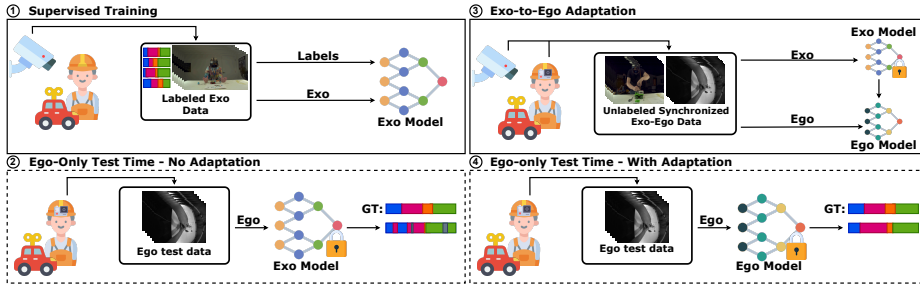 ① Supervised Training
Labels
Exo
Labeled Exo
Data
Exo Model
③ Exo-to-Ego Adaptation
Exo Model
Exo
Unlabeled Synchronized
Exo-Ego Data
Ego
Ego Model
② Ego-Only Test Time - No Adaptation
Ego
GT:
Ego test data
Exo Model
④ Ego-only Test Time - With Adaptation
Ego
GT:
Ego test data
Ego Model